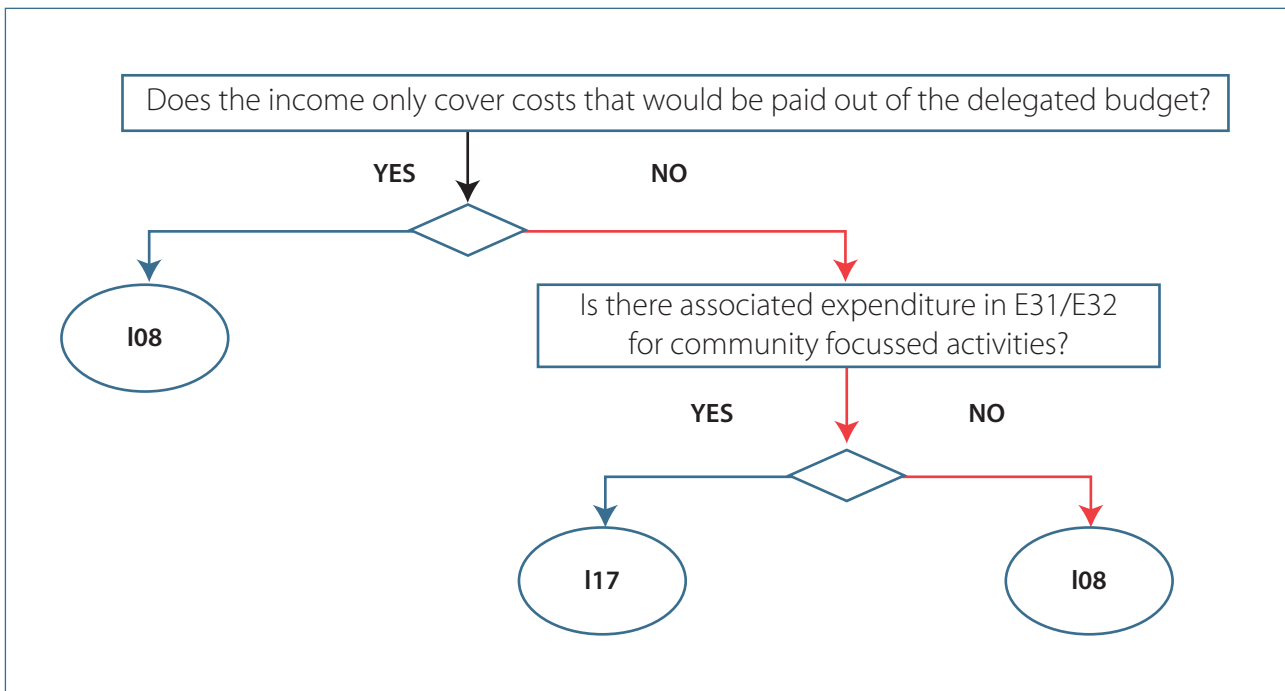 Does the income only cover costs that would be paid out of the delegated budget?
YES
NO
I08
Is there associated expenditure in E31/E32
for community focussed activities?
YES
NO
I17
I08